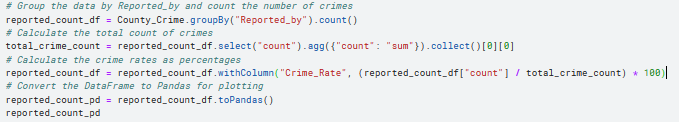 # Group the data by Reported_by and count the number of crimes
reported_count_df = County_Crime.groupBy("Reported_by").count()
# Calculate the total count of crimes
total_crime_count = reported_count_df.select("count").agg({"count": "sum"}).collect()[0][0]
# Calculate the crime rates as percentages
reported_count_df = reported_count_df.withColumn("Crime_Rate", (reported_count_df["count"] / total_crime_count) * 100)
# Convert the DataFrame to Pandas for plotting
reported_count_pd = reported_count_df.toPandas()
reported_count_pd